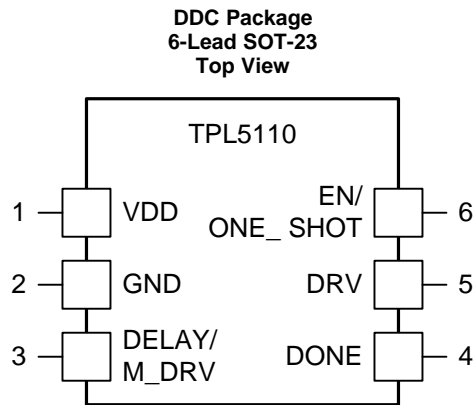 DDC Package
6-Lead SOT-23
Top View
TPL5110
1
VDD
EN/
ONE_ SHOT
6
2
GND
DRV
5
3
DELAY/
M_DRV
DONE
4